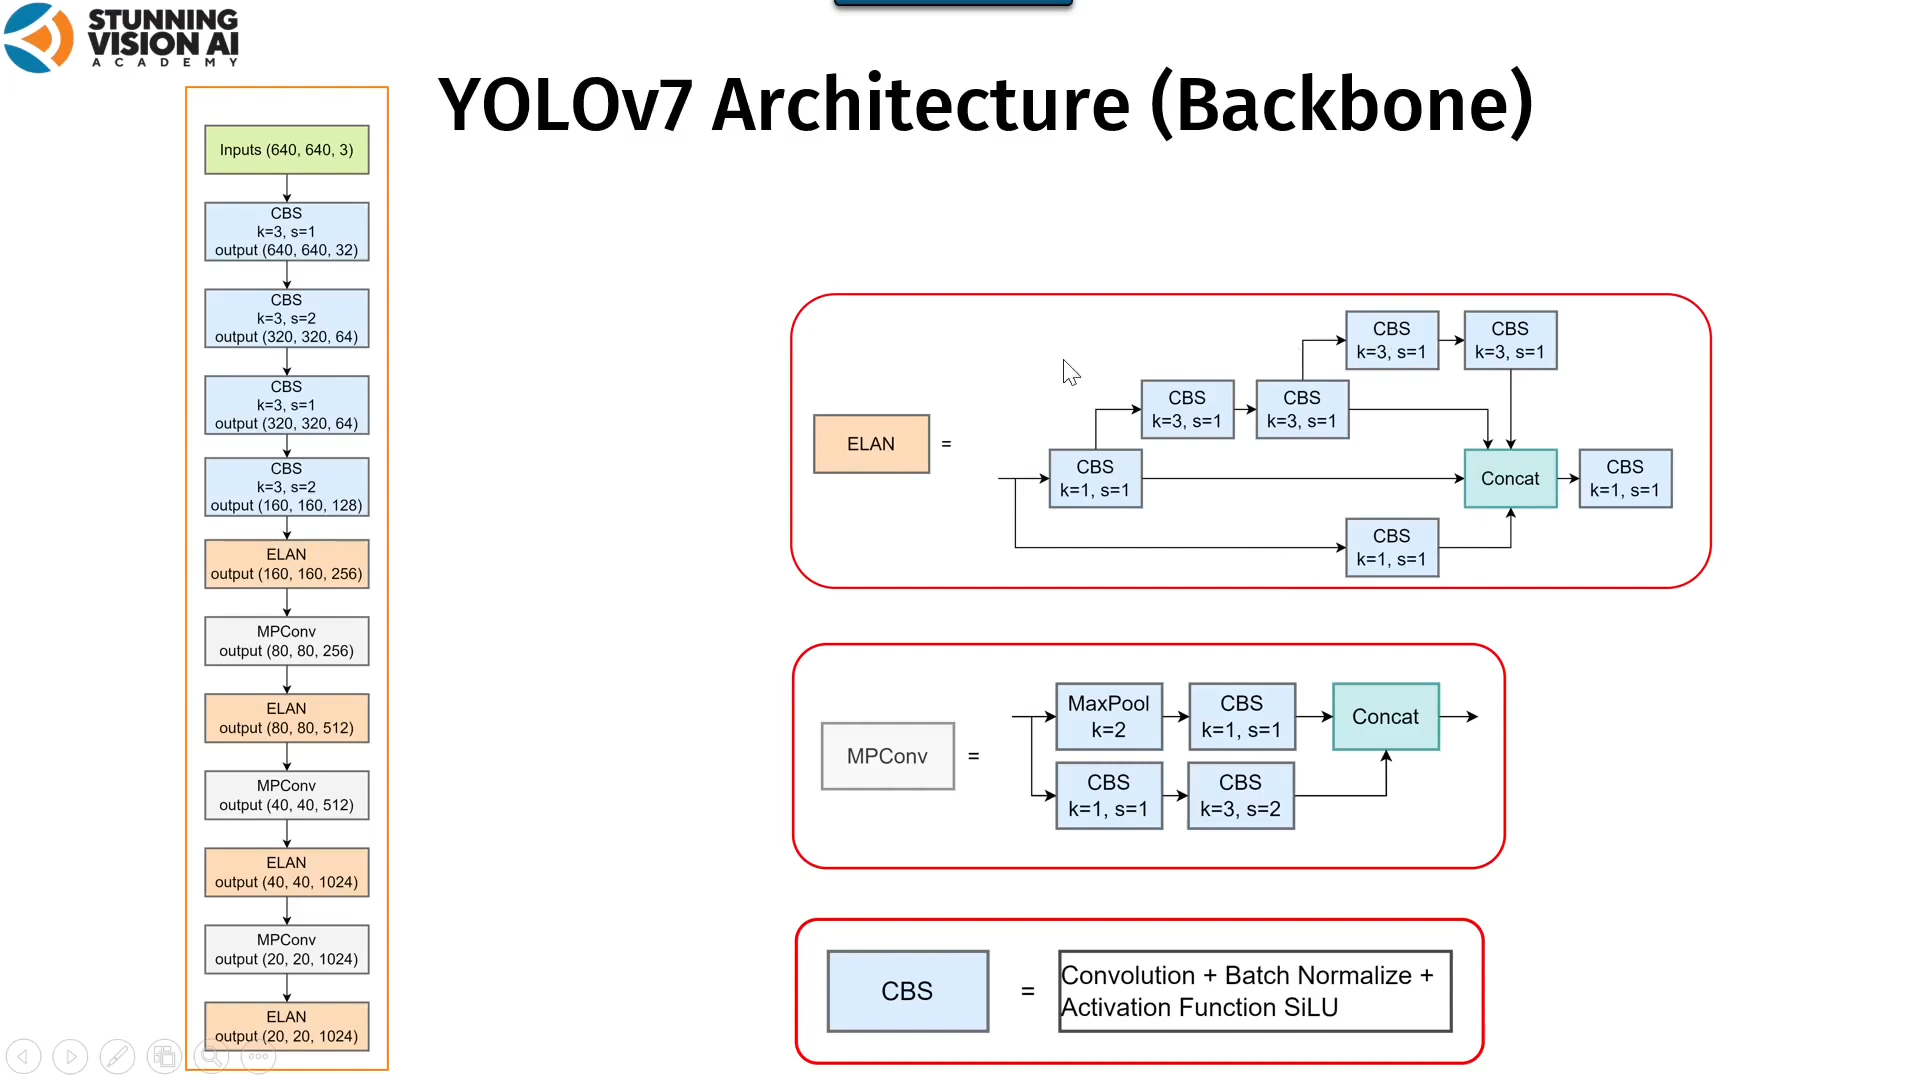 STUNNING
VISION AI
ACADEMY
YOLOv7 Architecture (Backbone)
Inputs (640, 640, 3)
CBS
k=3, s=1
output (640, 640, 32)
CBS
k=3, s=2
output (320, 320, 64)
CBS
k=3, s=1
output (320, 320, 64)
CBS
k=3, s=2
output (160, 160, 128)
ELAN
output (160, 160, 256)
MPConv
output (80, 80, 256)
ELAN
output (80, 80, 512)
MPConv
output (40, 40, 512)
ELAN
output (40, 40, 1024)
MPConv
output (20, 20, 1024)
ELAN
output (20, 20, 1024)
ELAN
=
CBS
k=1, s=1
CBS
k=3, s=1
CBS
k=3, s=1
CBS
k=3, s=1
CBS
k=3, s=1
CBS
k=1, s=1
Concat
CBS
k=1, s=1
MPConv
=
MaxPool
k=2
CBS
k=1, s=1
CBS
k=1, s=1
CBS
k=3, s=2
Concat
CBS
=
Convolution + Batch Normalize +
Activation Function SiLU